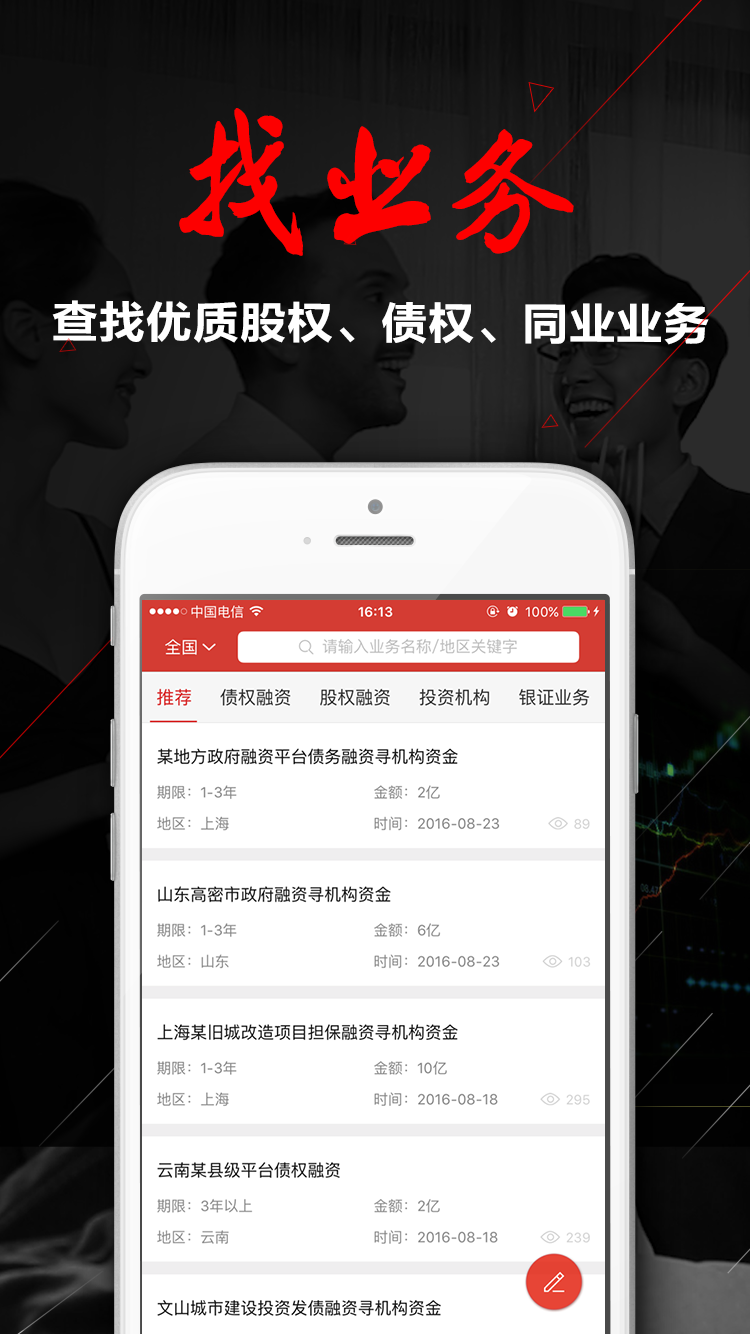 找业务
查找优质股权、债权、同业业务
中国电信 16:13 100%
全国 请输入业务名称/地区关键字
推荐 债权融资 股权融资 投资机构 银证业务
某地方政府融资平台债务融资寻机构资金
期限：1-3年 金额：2亿
地区：上海 时间：2016-08-23 89
山东高密市政府融资寻机构资金
期限：1-3年 金额：6亿
地区：山东 时间：2016-08-23 103
上海某旧城改造项目担保融资寻机构资金
期限：1-3年 金额：10亿
地区：上海 时间：2016-08-18 295
云南某县级平台债权融资
期限：3年以上 金额：2亿
地区：云南 时间：2016-08-18 239
文山城市建设投资发债融资寻机构资金